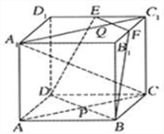 D₁ E C₁
Q F
A₁ B₁
D C
P
A B